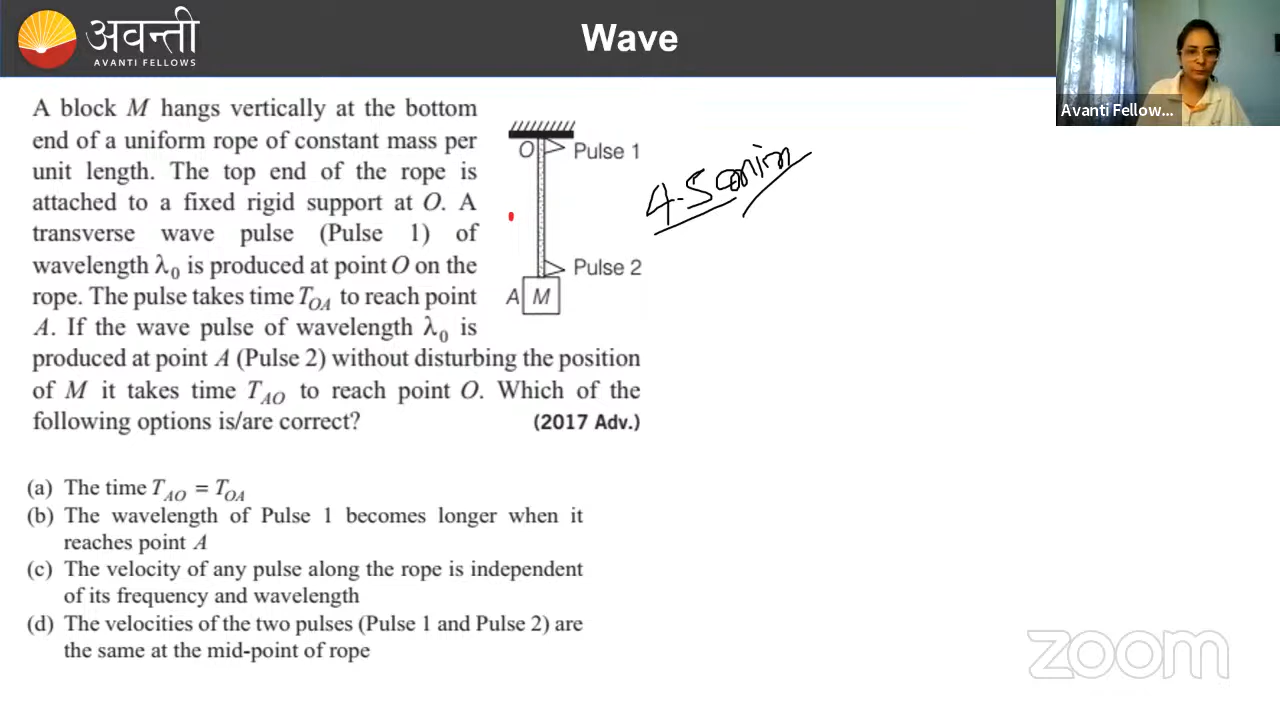 अवन्ती
AVANTI FELLOWS
Wave
Avanti Fellow...
A block M hangs vertically at the bottom
end of a uniform rope of constant mass per
unit length. The top end of the rope is
attached to a fixed rigid support at O. A
transverse wave pulse (Pulse 1) of
wavelength λ₀ is produced at point O on the
rope. The pulse takes time T_OA to reach point
A. If the wave pulse of wavelength λ₀ is
produced at point A (Pulse 2) without disturbing the position
of M it takes time T_AO to reach point O. Which of the
following options is/are correct? (2017 Adv.)
O Pulse 1
Pulse 2
A M
4-5 min
(a) The time T_AO = T_OA
(b) The wavelength of Pulse 1 becomes longer when it
reaches point A
(c) The velocity of any pulse along the rope is independent
of its frequency and wavelength
(d) The velocities of the two pulses (Pulse 1 and Pulse 2) are
the same at the mid-point of rope
zoom